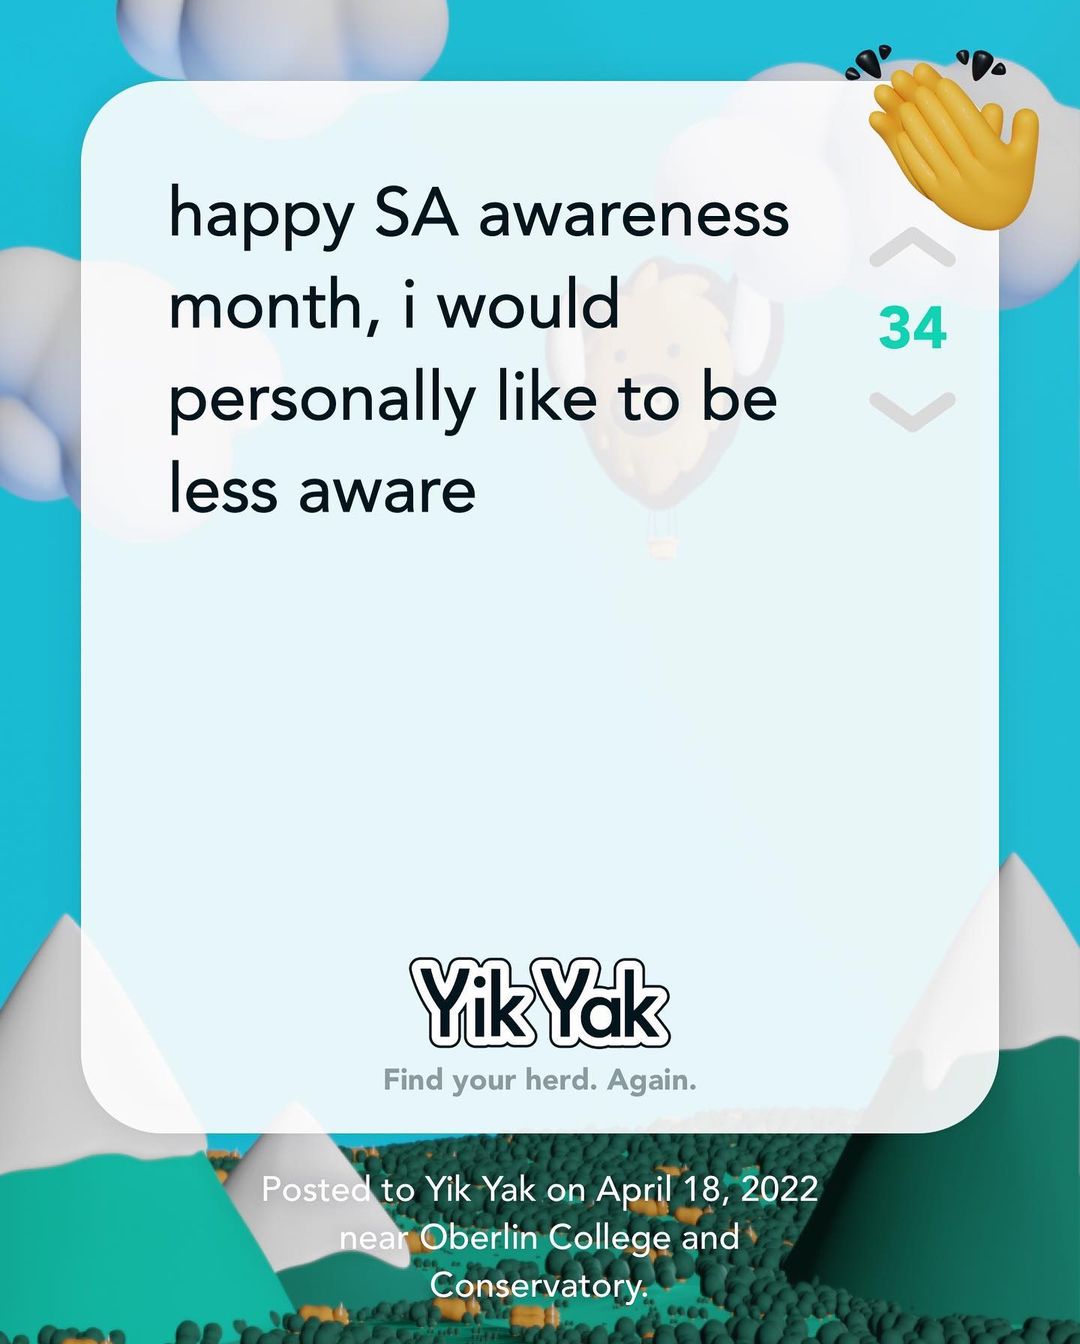 happy SA awareness
month, i would
personally like to be
less aware
34
Yik Yak
Find your herd. Again.
Posted to Yik Yak on April 18, 2022
near Oberlin College and
Conservatory.